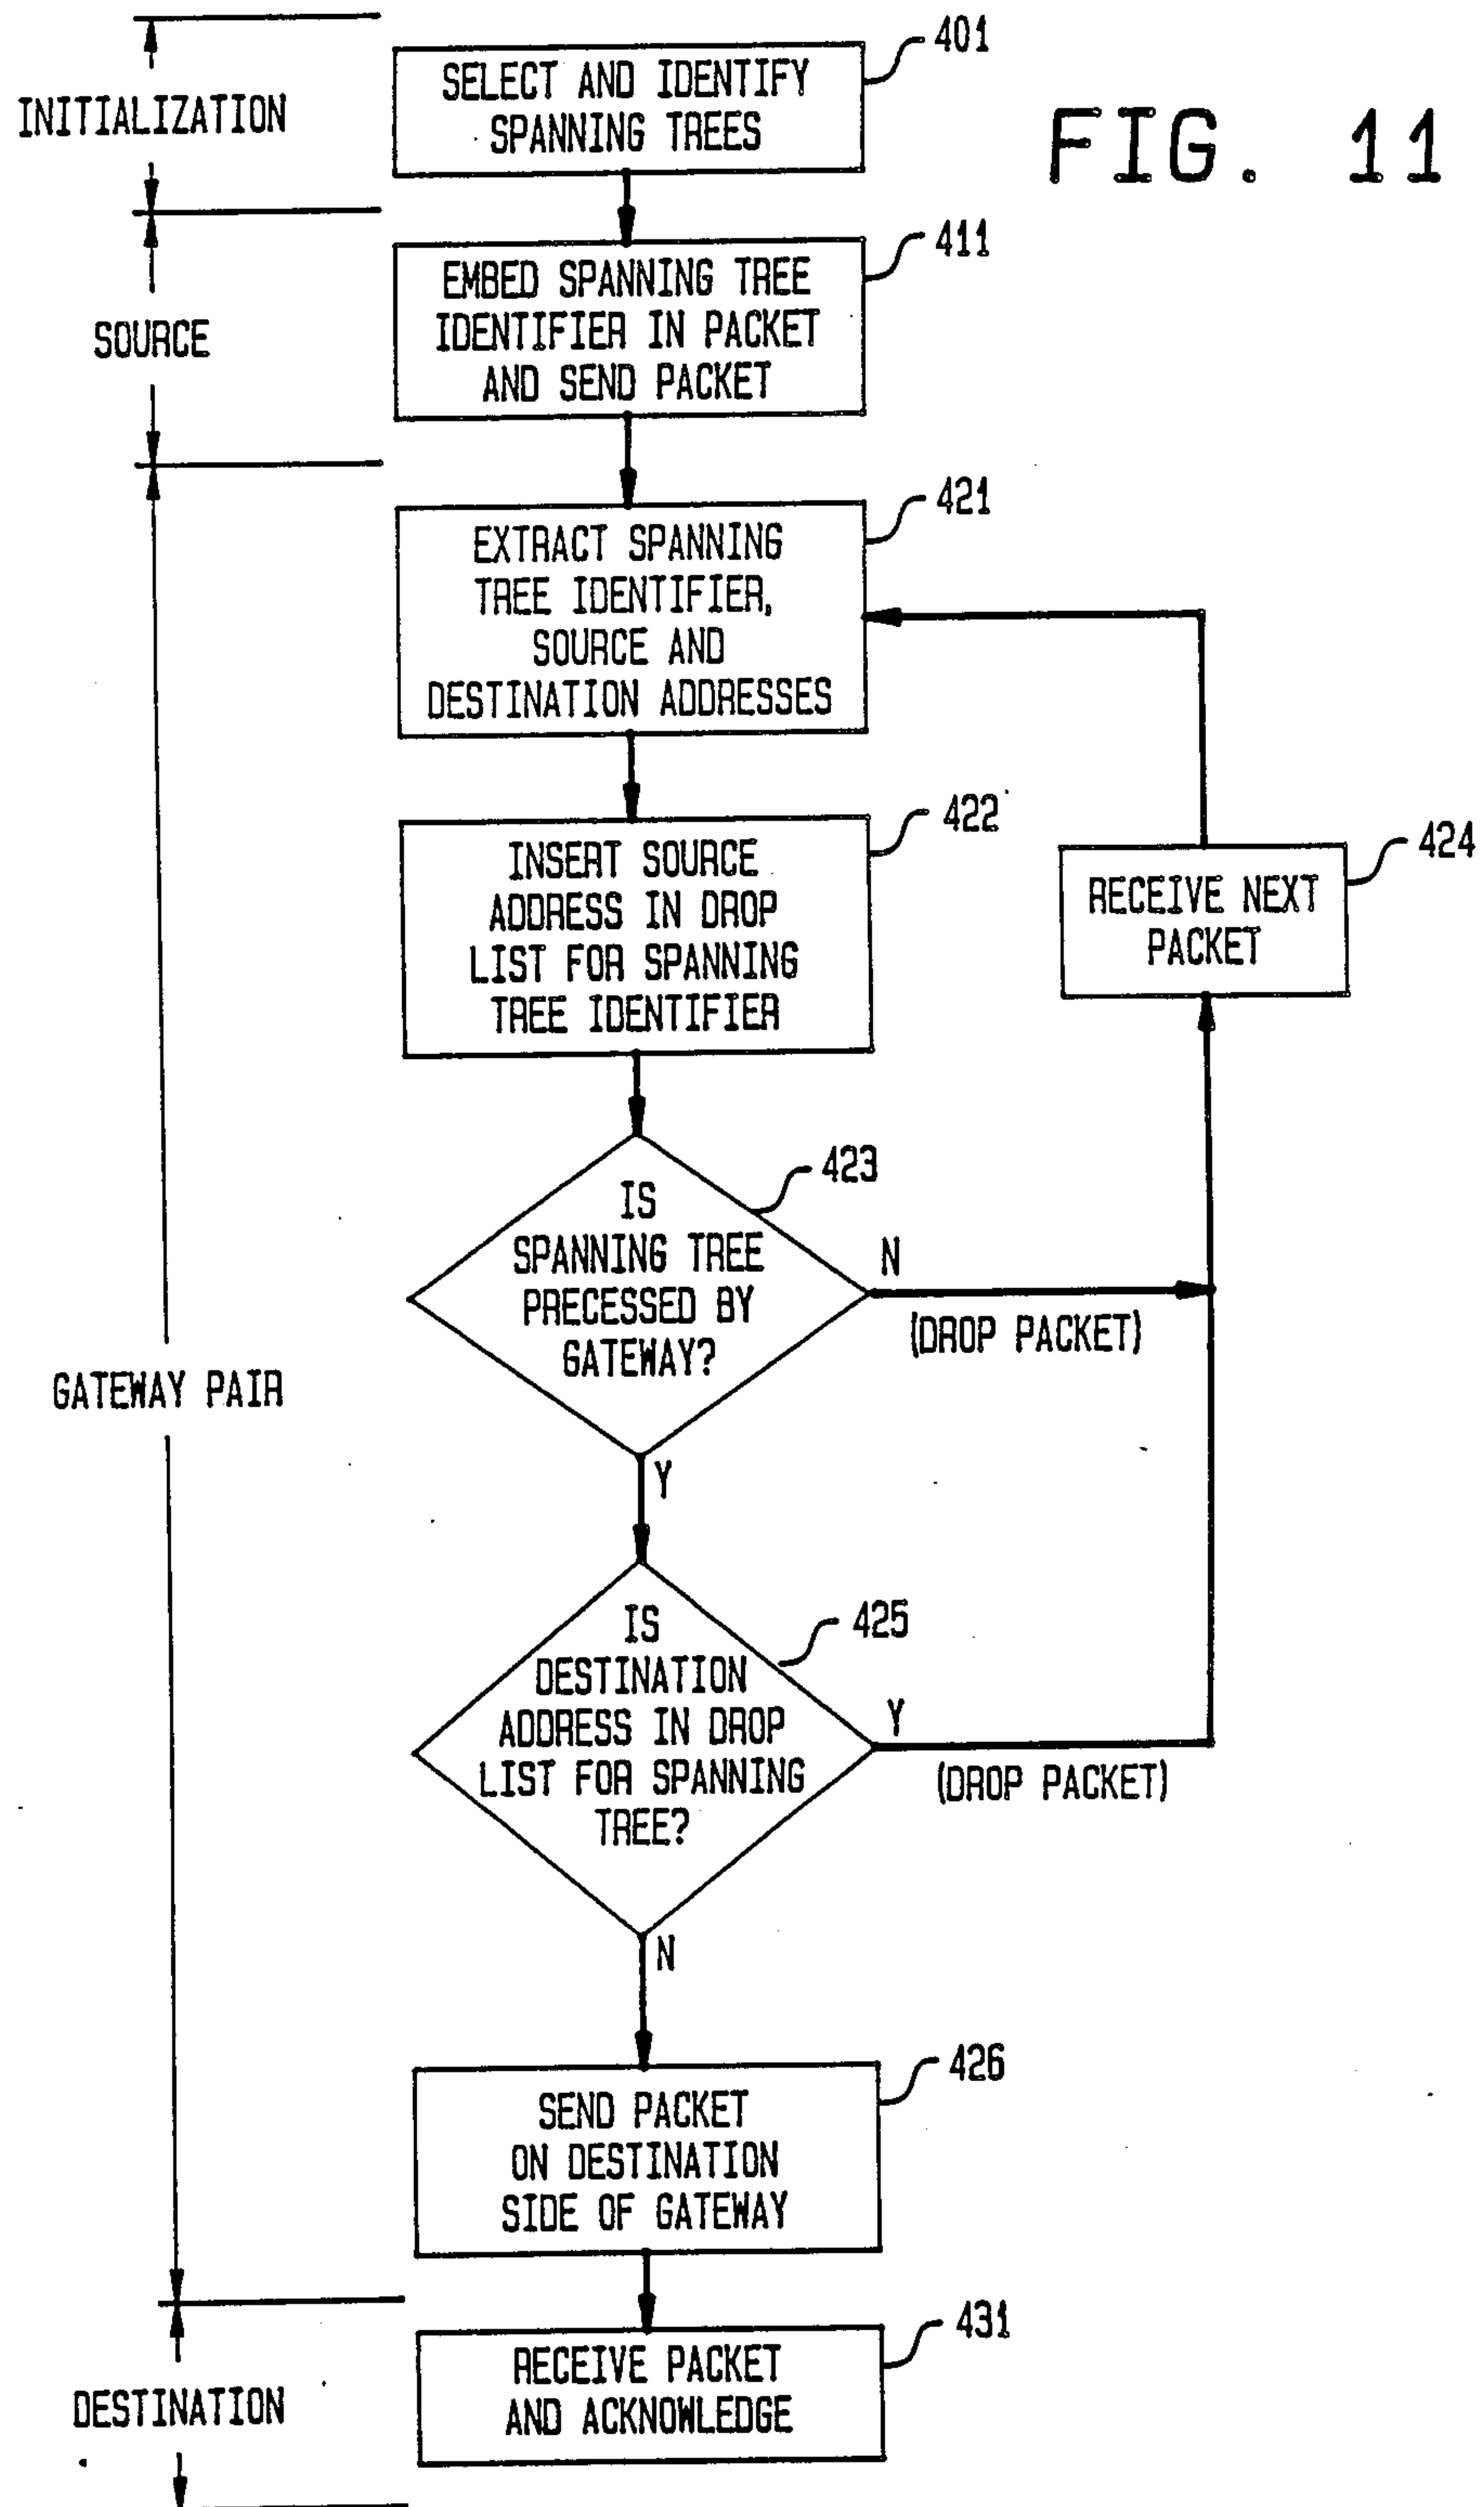 401
SELECT AND IDENTIFY
SPANNING TREES
INITIALIZATION
FIG. 11
411
EMBED SPANNING TREE
IDENTIFIER IN PACKET
AND SEND PACKET
SOURCE
421
EXTRACT SPANNING
TREE IDENTIFIER,
SOURCE AND
DESTINATION ADDRESSES
422
INSERT SOURCE
ADDRESS IN DROP
LIST FOR SPANNING
TREE IDENTIFIER
424
RECEIVE NEXT
PACKET
423
IS
SPANNING TREE
PRECESSED BY
GATEWAY?
N
(DROP PACKET)
GATEWAY PAIR
Y
425
IS
DESTINATION
ADDRESS IN DROP
LIST FOR SPANNING
TREE?
Y
(DROP PACKET)
N
426
SEND PACKET
ON DESTINATION
SIDE OF GATEWAY
431
RECEIVE PACKET
AND ACKNOWLEDGE
DESTINATION